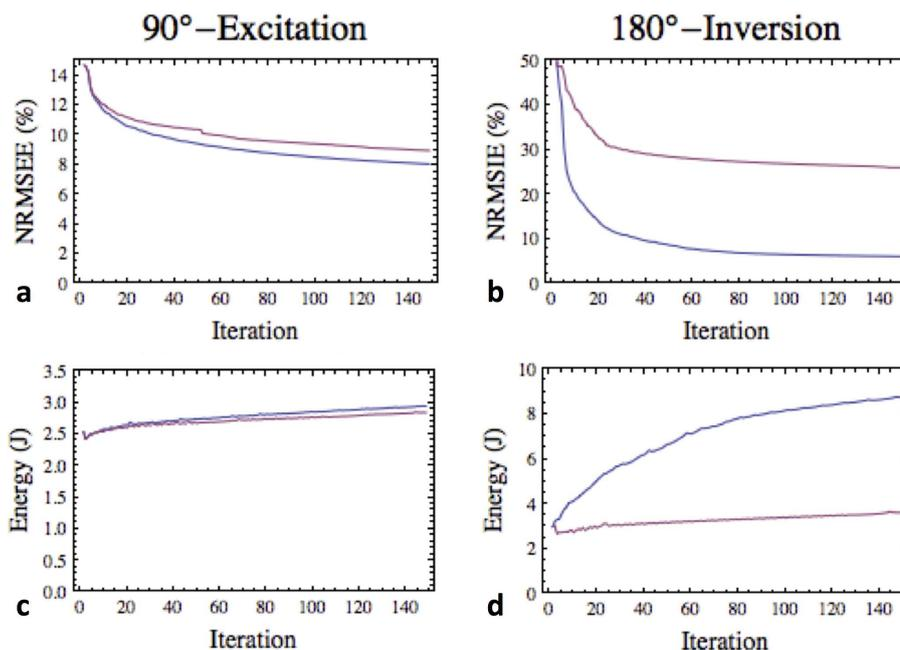 90°−Excitation
180°−Inversion
NRMSEE (%)
14
12
10
8
6
4
2
0
0 20 40 60 80 100 120 140
a
Iteration
NRMSIE (%)
50
40
30
20
10
0
0 20 40 60 80 100 120 140
b
Iteration
Energy (J)
3.5
3.0
2.5
2.0
1.5
1.0
0.5
0.0
0 20 40 60 80 100 120 140
c
Iteration
Energy (J)
10
8
6
4
2
0
0 20 40 60 80 100 120 140
d
Iteration